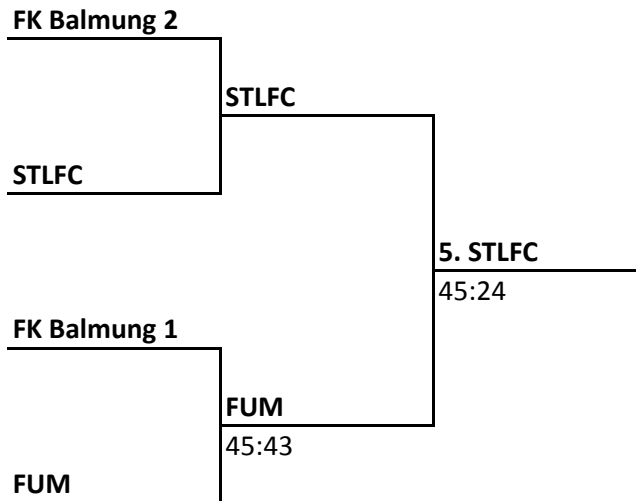 FK Balmung 2
STLFC
STLFC
5. STLFC
45:24
FK Balmung 1
FUM
45:43
FUM